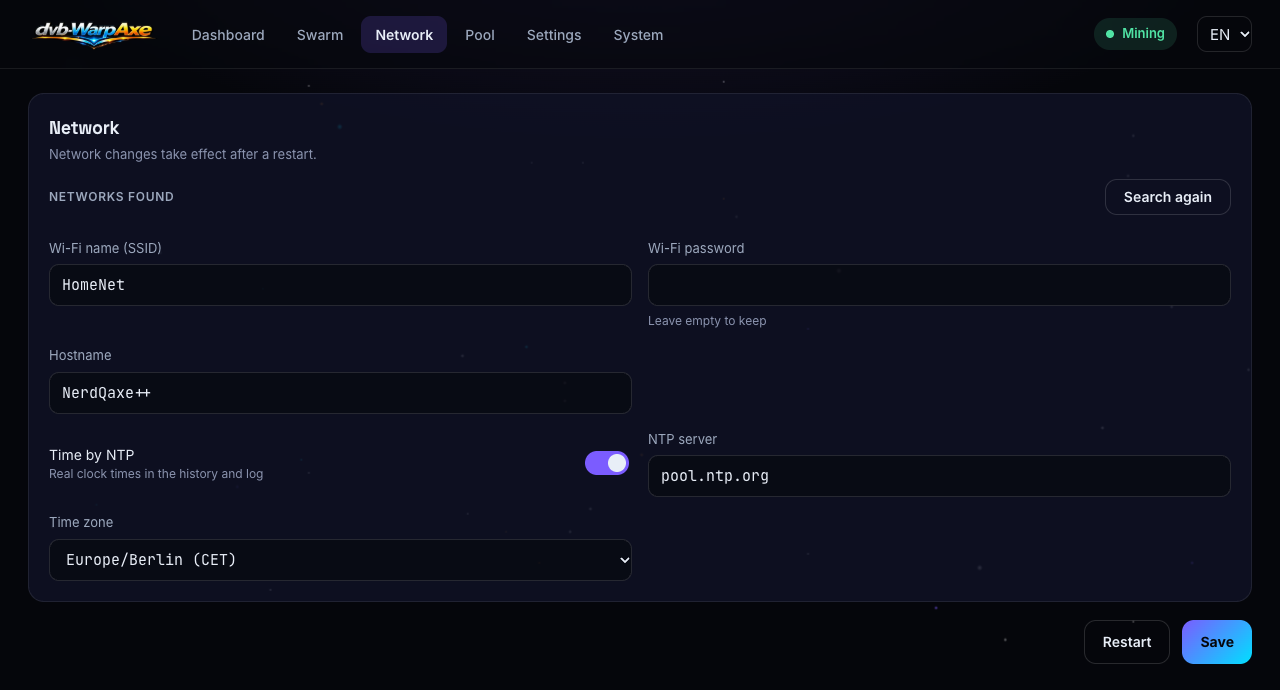 dvb-WarpAxe
Dashboard
Swarm
Network
Pool
Settings
System
Mining
EN
Network
Network changes take effect after a restart.
NETWORKS FOUND
Search again
Wi-Fi name (SSID)
HomeNet
Wi-Fi password
Leave empty to keep
Hostname
NerdQaxe++
Time by NTP
Real clock times in the history and log
NTP server
pool.ntp.org
Time zone
Europe/Berlin (CET)
Restart
Save